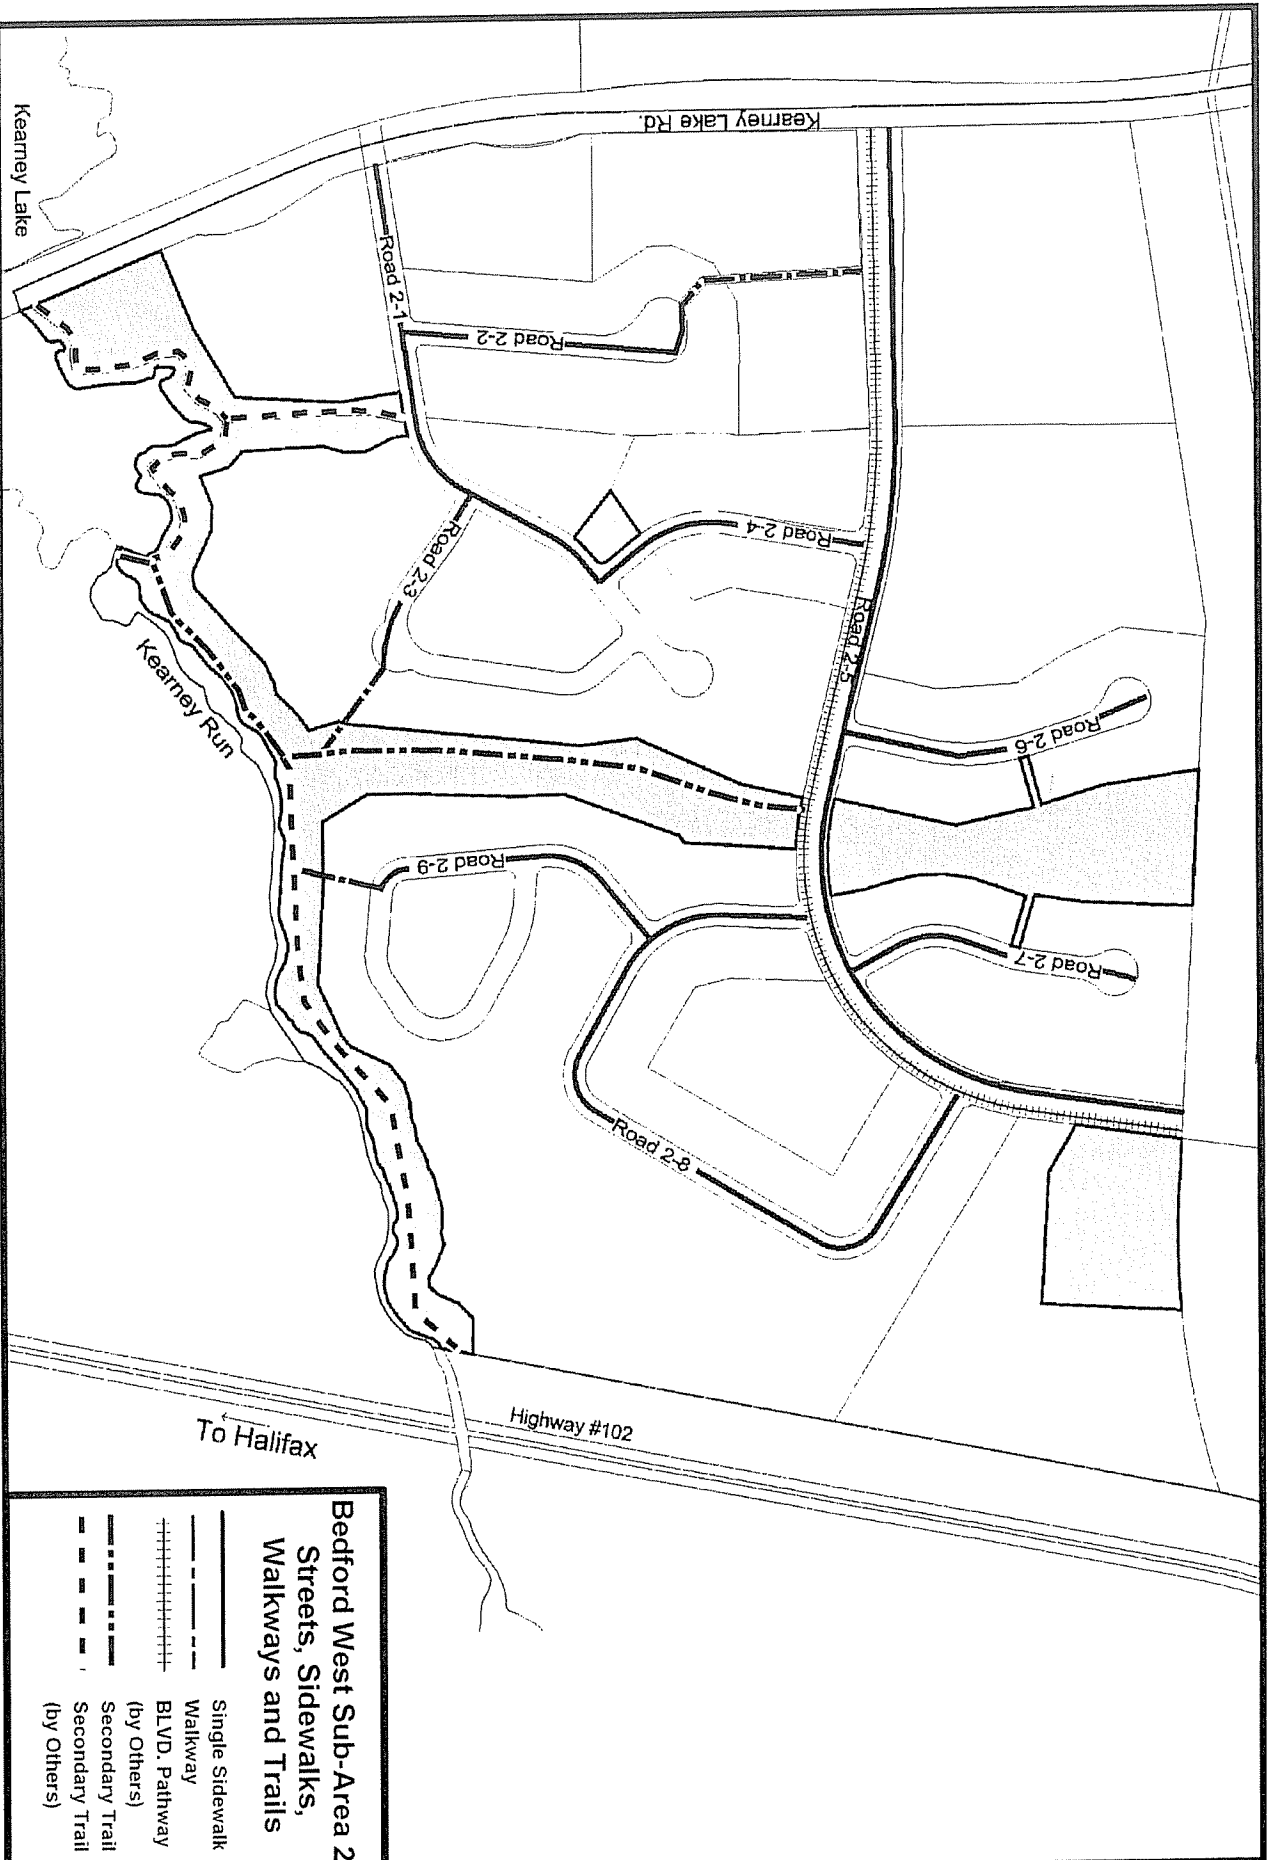 Kearney Lake Rd.
Kearney Lake
Road 2-1
Road 2-2
Road 2-3
Road 2-4
Road 2-5
Road 2-6
Road 2-7
Road 2-8
Road 2-9
Kearney Run
Highway #102
To Halifax
Bedford West Sub-Area 2
Streets, Sidewalks,
Walkways and Trails
Single Sidewalk
Walkway
BLVD. Pathway
(by Others)
Secondary Trail
Secondary Trail
(by Others)